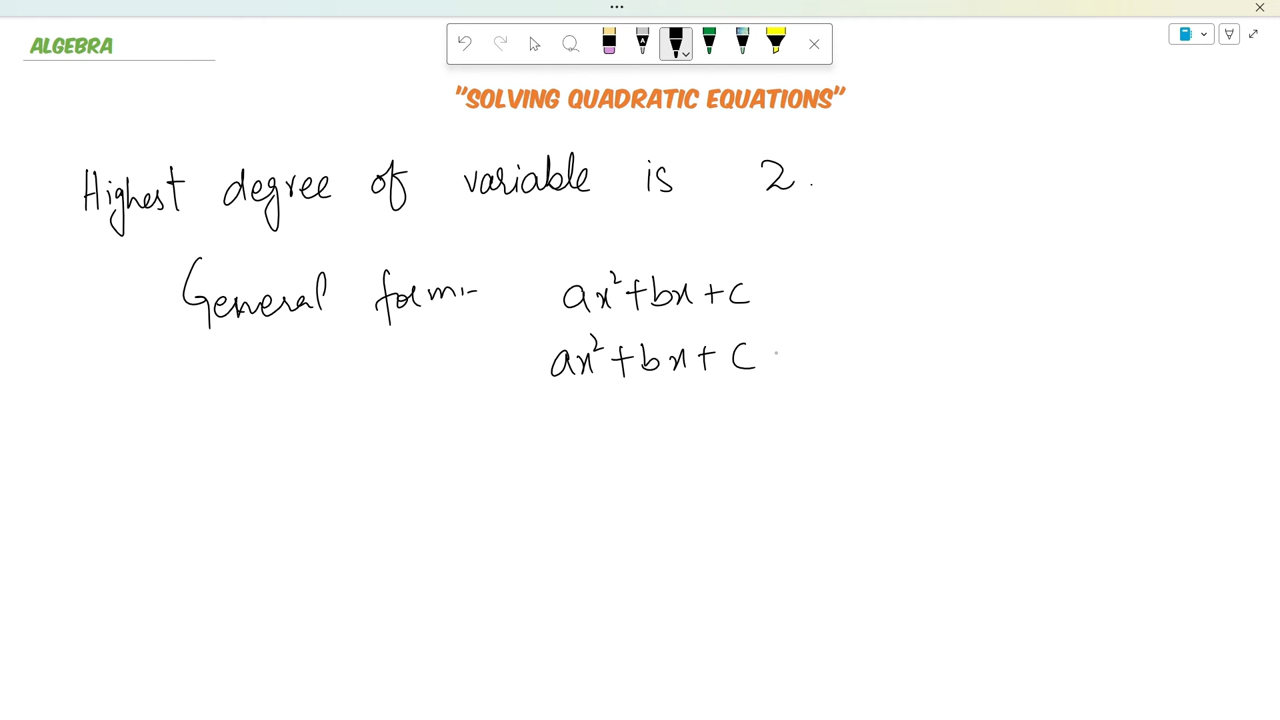 ALGEBRA
"SOLVING QUADRATIC EQUATIONS"
Highest degree of variable is 2.
General form:- ax²+bx+c
ax²+bx+c